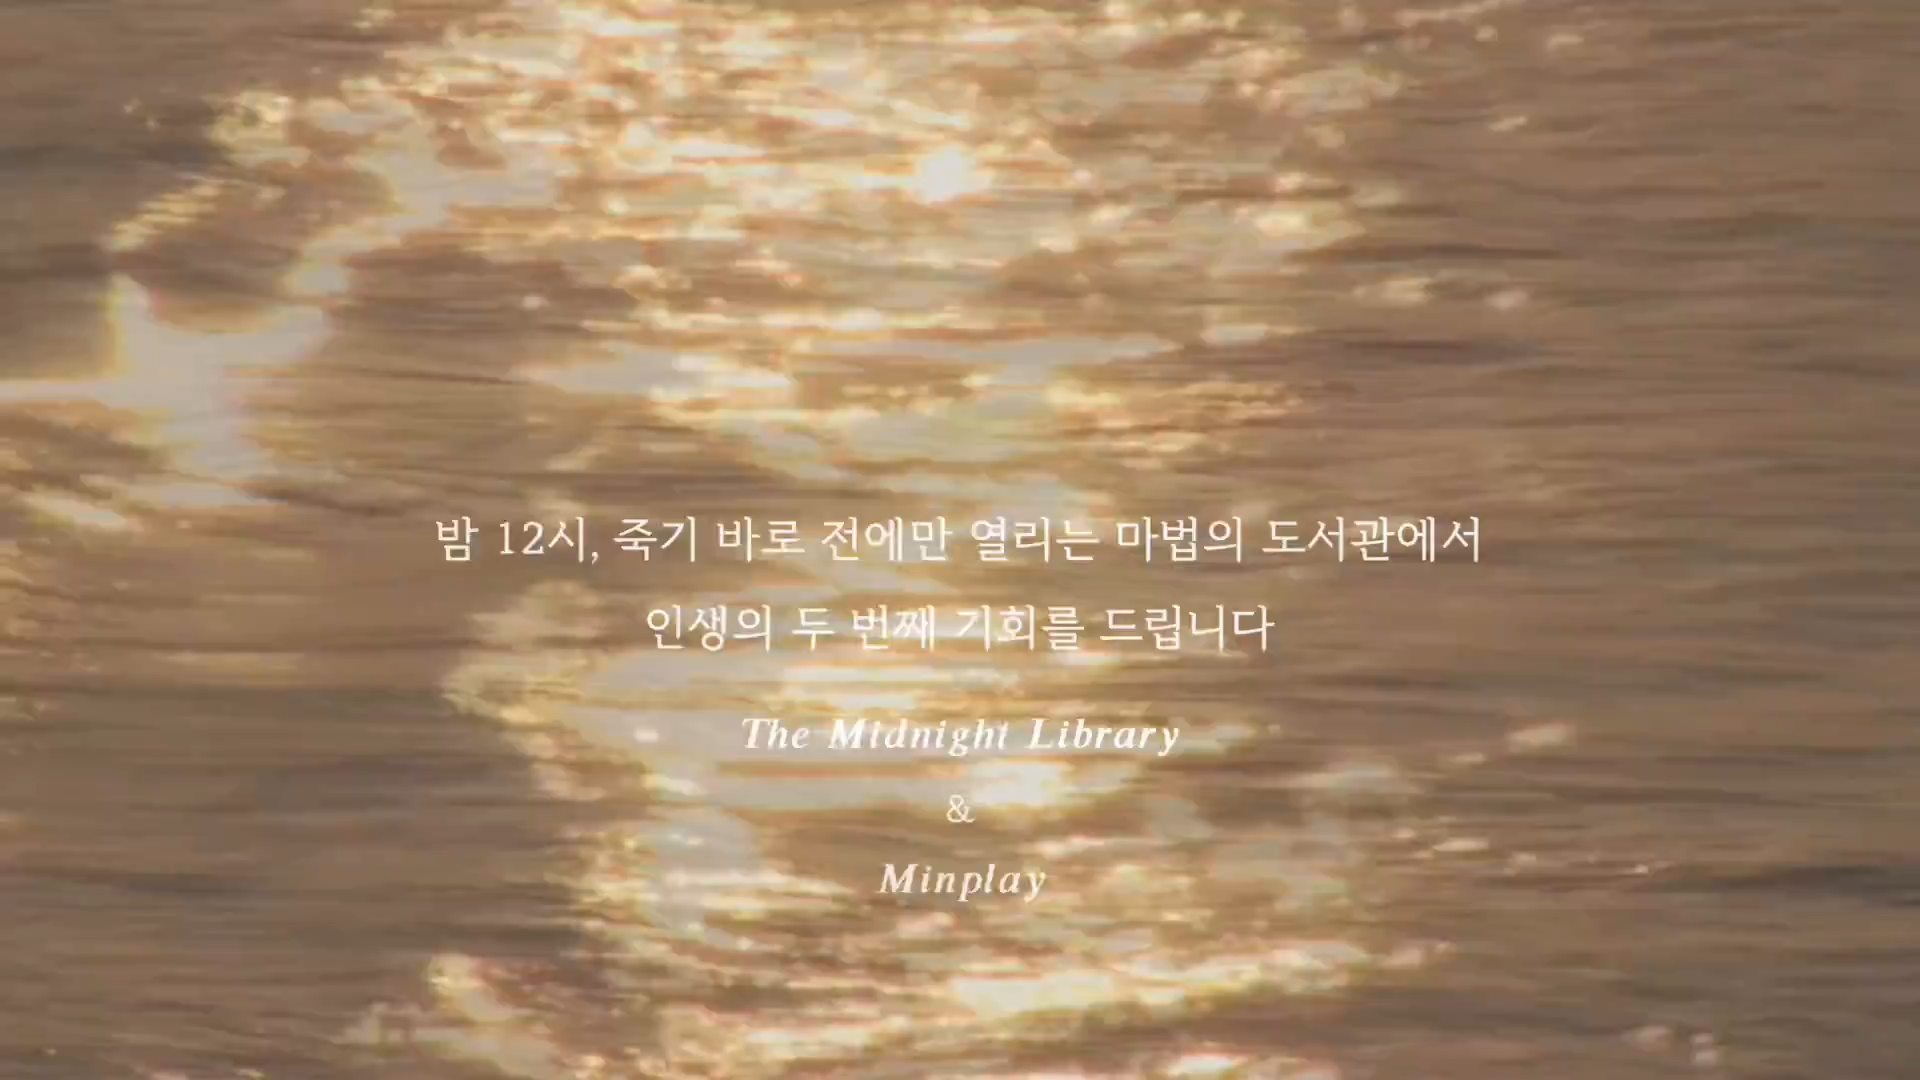 밤 12시, 죽기 바로 전에만 열리는 마법의 도서관에서
인생의 두 번째 기회를 드립니다
The Midnight Library
&
Minplay